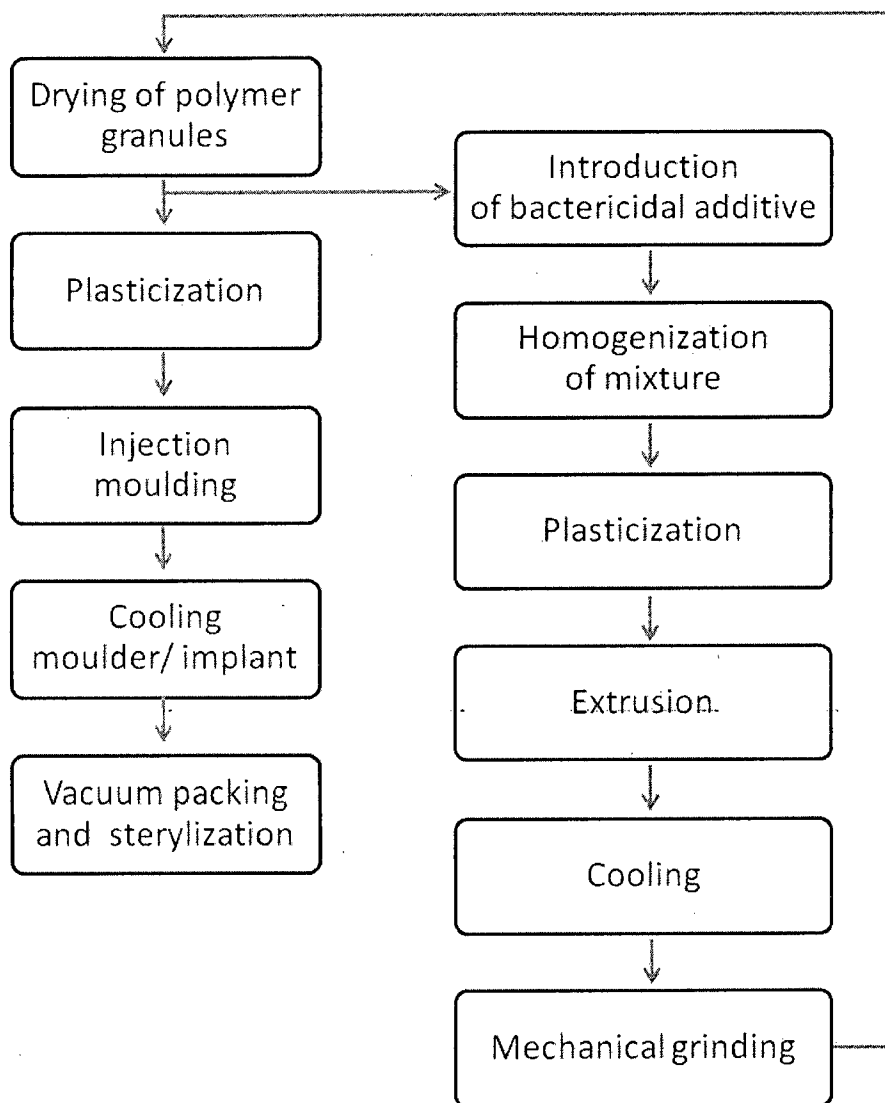 Drying of polymer
granules
Plasticization
Injection
moulding
Cooling
moulder/ implant
Vacuum packing
and sterylization
Introduction
of bactericidal additive
Homogenization
of mixture
Plasticization
Extrusion
Cooling
Mechanical grinding